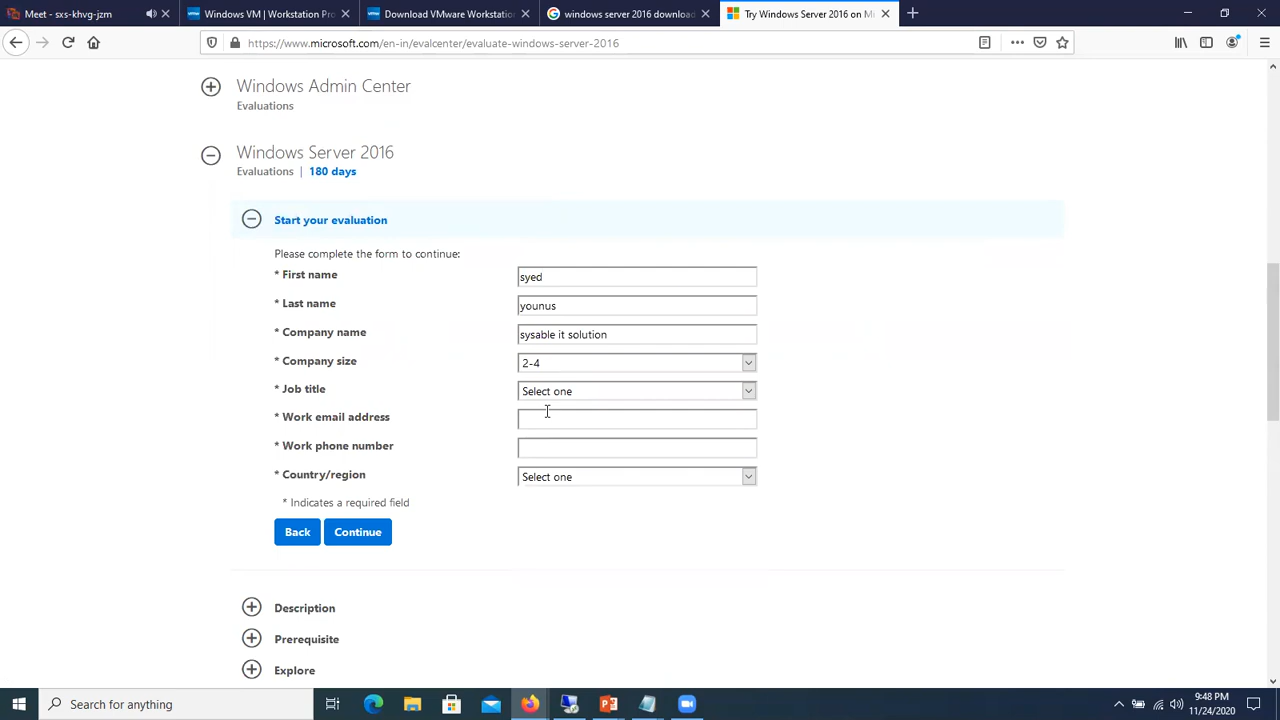 Meet - sxs-khvg-jzm
Windows VM | Workstation Pro
Download VMware Workstation
windows server 2016 download
Try Windows Server 2016 on M
https://www.microsoft.com/en-in/evalcenter/evaluate-windows-server-2016
Windows Admin Center
Evaluations
Windows Server 2016
Evaluations | 180 days
Start your evaluation
Please complete the form to continue:
* First name syed
* Last name younus
* Company name sysable it solution
* Company size 2-4
* Job title Select one
* Work email address
* Work phone number
* Country/region Select one
* Indicates a required field
Back Continue
Description
Prerequisite
Explore
Search for anything
9:48 PM
11/24/2020